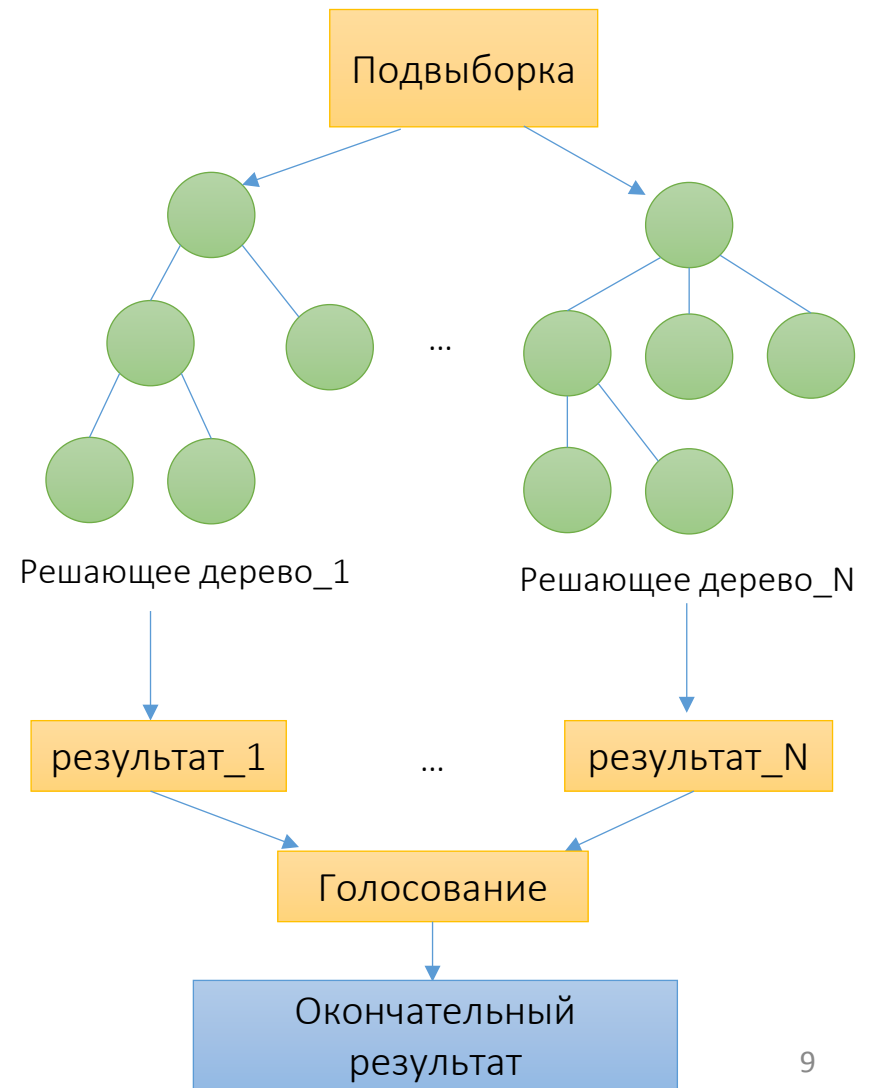 Подвыборка
...
Решающее дерево_1
Решающее дерево_N
результат_1
...
результат_N
Голосование
Окончательный
результат
9